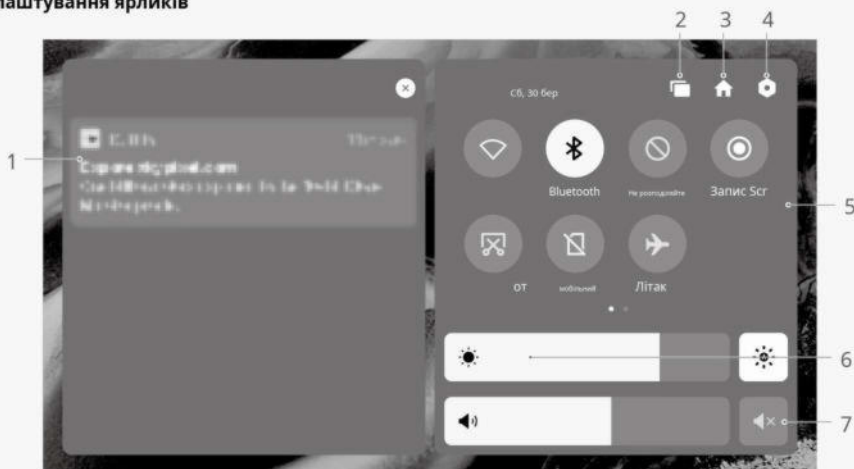 лаштування ярликів
2 3 4
Сб, 30 бер
1
Bluetooth Не розподіляйте Запис Scr
5
от мобільний Літак
6
7